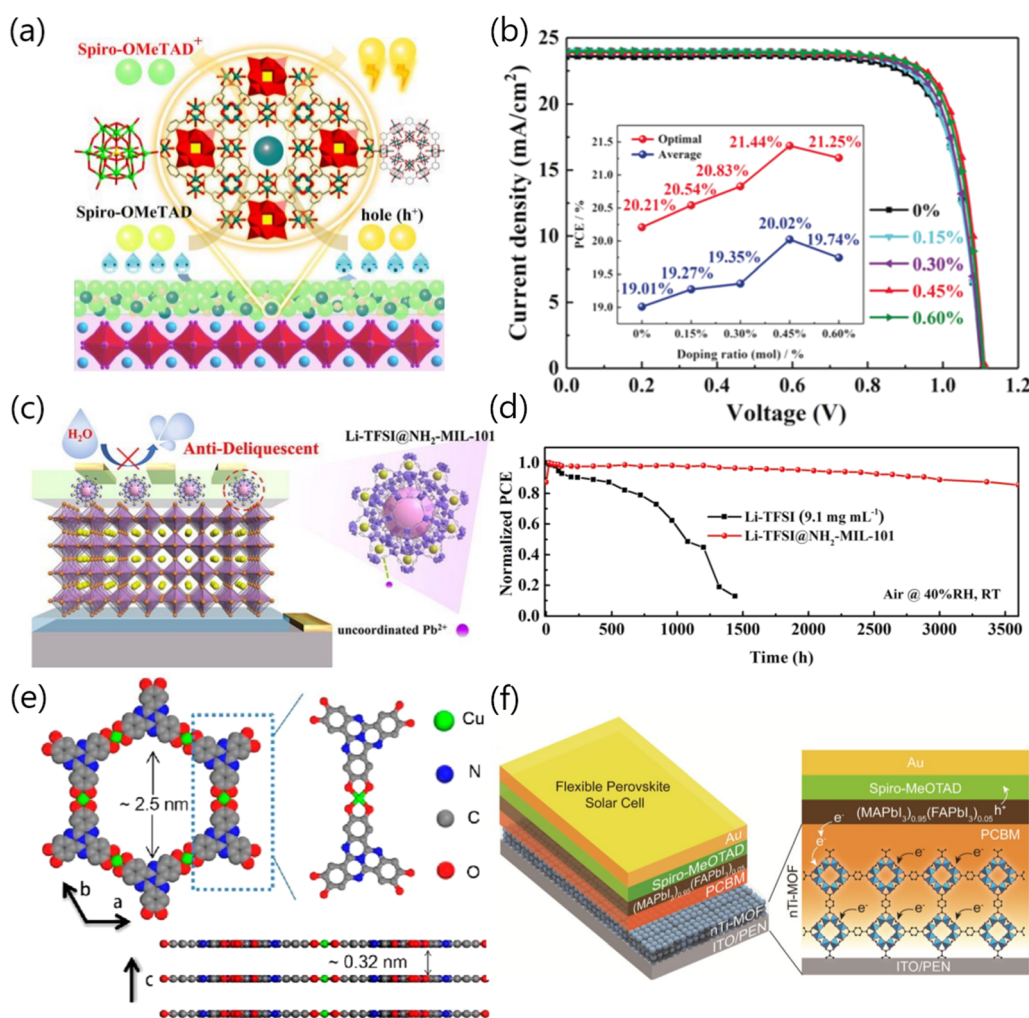 (a)
Spiro-OMeTAD⁺
Spiro-OMeTAD
hole (h⁺)
(b)
Current density (mA/cm²)
25
20
15
10
5
0
0.0 0.2 0.4 0.6 0.8 1.0 1.2
Voltage (V)
0%
0.15%
0.30%
0.45%
0.60%
Optimal
Average
PCE / %
21.5
21.0
20.5
20.0
19.5
19.0
20.21%
20.54%
20.83%
21.44%
21.25%
19.01%
19.27%
19.35%
20.02%
19.74%
0% 0.15% 0.30% 0.45% 0.60%
Doping ratio (mol) / %
(c)
H₂O
Anti-Deliquescent
Li-TFSI@NH₂-MIL-101
uncoordinated Pb²⁺
(d)
Normalized PCE
1.0
0.8
0.6
0.4
0.2
0.0
Li-TFSI (9.1 mg mL⁻¹)
Li-TFSI@NH₂-MIL-101
Air @ 40%RH, RT
0 500 1000 1500 2000 2500 3000 3500
Time (h)
(e)
~ 2.5 nm
b
a
Cu
N
C
O
~ 0.32 nm
c
(f)
Flexible Perovskite
Solar Cell
Au
Spiro-MeOTAD
(MAPbI₃)₀.₉₅(FAPbI₃)₀.₀₅
PCBM
nTi-MOF
ITO/PEN
Au
Spiro-MeOTAD
(MAPbI₃)₀.₉₅(FAPbI₃)₀.₀₅ h⁺
e⁻
PCBM
e⁻
e⁻ e⁻
nTi-MOF
e⁻ e⁻ e⁻
ITO/PEN